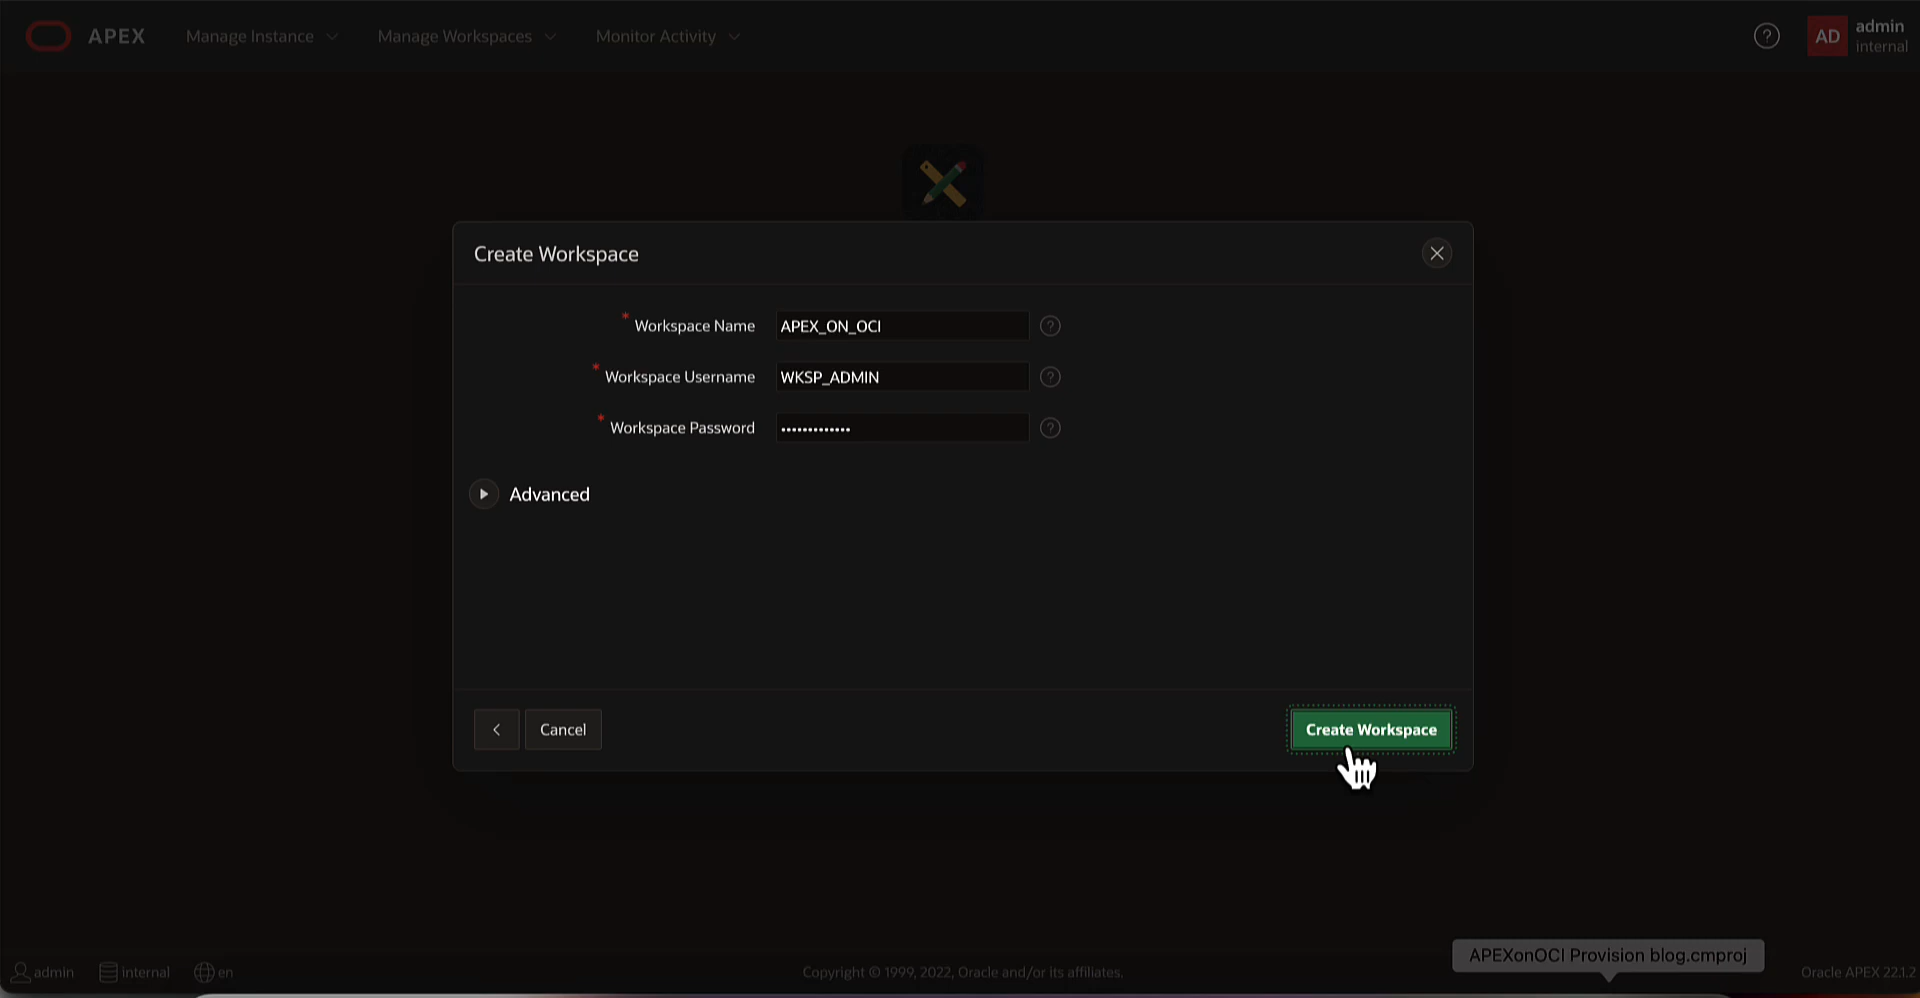 APEX Manage Instance Manage Workspaces Monitor Activity ? AD admin
internal
Create Workspace
* Workspace Name APEX_ON_OCI ?
* Workspace Username WKSP_ADMIN ?
* Workspace Password ••••••••••••• ?
Advanced
Cancel Create Workspace
APEXonOCI Provision blog.cmproj
admin internal en Copyright © 1999, 2022, Oracle and/or its affiliates. Oracle APEX 22.1.2